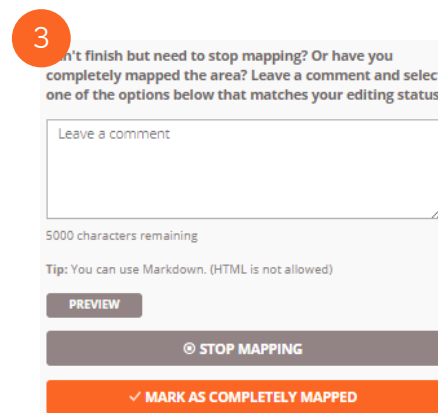 3
n't finish but need to stop mapping? Or have you
completely mapped the area? Leave a comment and selec
one of the options below that matches your editing status
Leave a comment
5000 characters remaining
Tip: You can use Markdown. (HTML is not allowed)
PREVIEW
STOP MAPPING
MARK AS COMPLETELY MAPPED